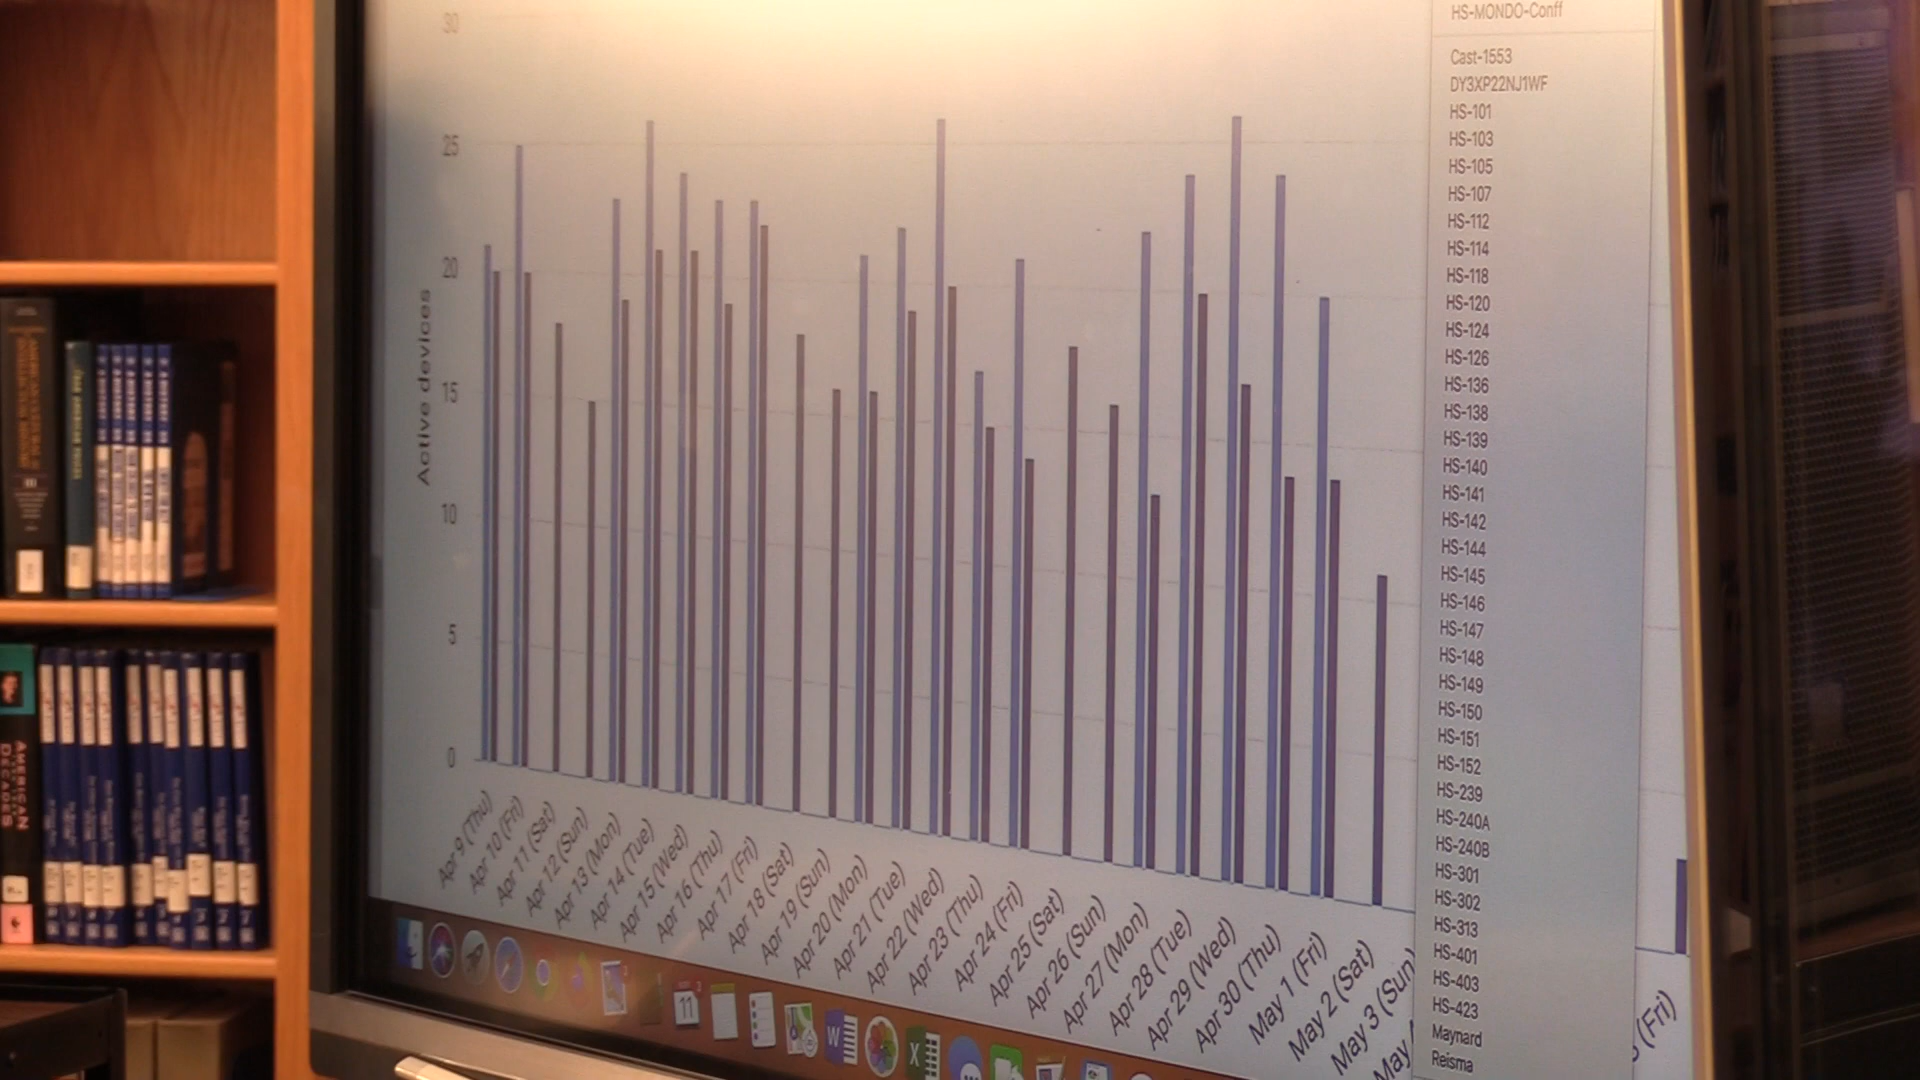 30
25
20
15
10
5
0
Active devices
Apr 9 (Thu)
Apr 10 (Fri)
Apr 11 (Sat)
Apr 12 (Sun)
Apr 13 (Mon)
Apr 14 (Tue)
Apr 15 (Wed)
Apr 16 (Thu)
Apr 17 (Fri)
Apr 18 (Sat)
Apr 19 (Sun)
Apr 20 (Mon)
Apr 21 (Tue)
Apr 22 (Wed)
Apr 23 (Thu)
Apr 24 (Fri)
Apr 25 (Sat)
Apr 26 (Sun)
Apr 27 (Mon)
Apr 28 (Tue)
Apr 29 (Wed)
Apr 30 (Thu)
May 1 (Fri)
May 2 (Sat)
May 3 (Sun)
May
(Fri)
HS-MONDO-Conff
Cast-1553
DY3XP22NJ1WF
HS-101
HS-103
HS-105
HS-107
HS-112
HS-114
HS-118
HS-120
HS-124
HS-126
HS-136
HS-138
HS-139
HS-140
HS-141
HS-142
HS-144
HS-145
HS-146
HS-147
HS-148
HS-149
HS-150
HS-151
HS-152
HS-239
HS-240A
HS-240B
HS-301
HS-302
HS-313
HS-401
HS-403
HS-423
Maynard
Reisma
11
W
X
AMERICAN
DECADES